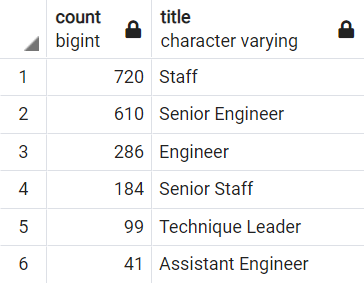 count title
bigint character varying
1 720 Staff
2 610 Senior Engineer
3 286 Engineer
4 184 Senior Staff
5 99 Technique Leader
6 41 Assistant Engineer